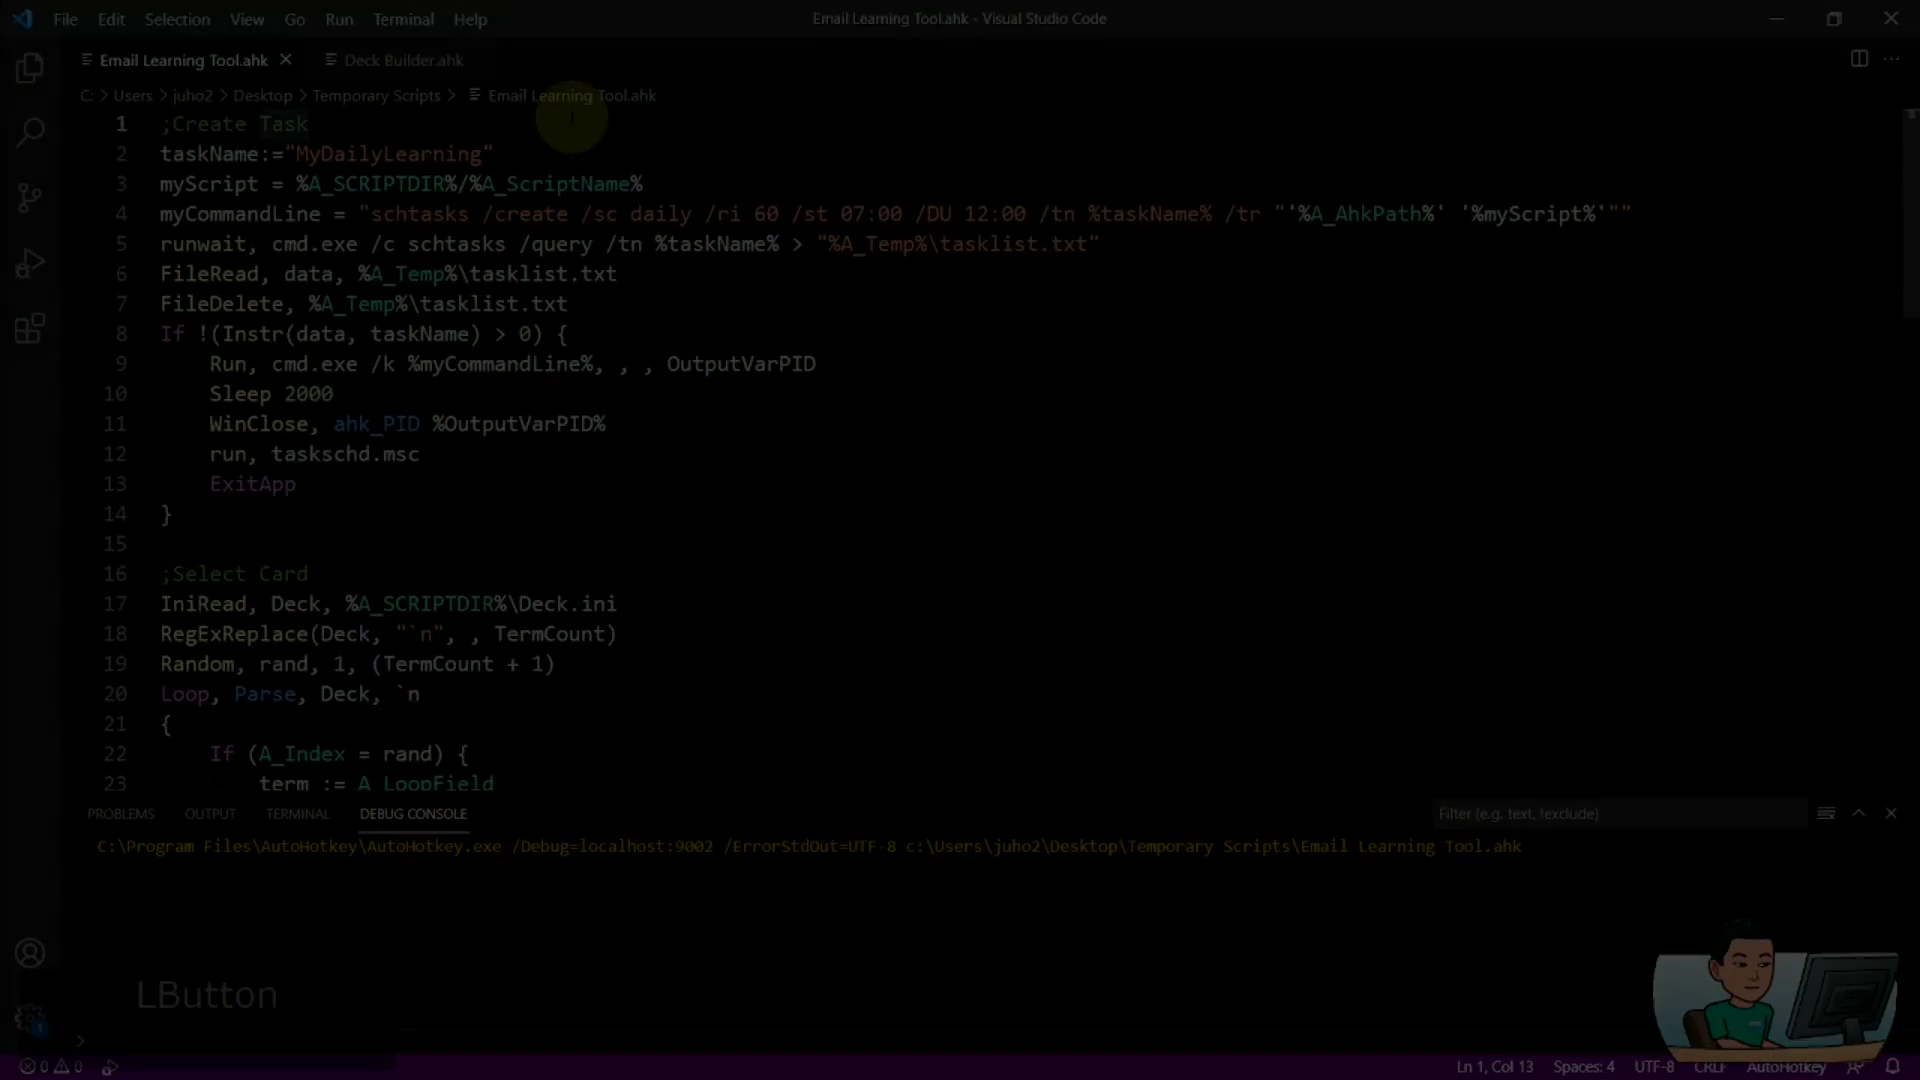 File Edit Selection View Go Run Terminal Help
Email Learning Tool.ahk - Visual Studio Code
Email Learning Tool.ahk
Deck Builder.ahk
C: > Users > juho2 > Desktop > Temporary Scripts > Email Learning Tool.ahk
1 ;Create Task
2 taskName:="MyDailyLearning"
3 myScript = %A_SCRIPTDIR%/%A_ScriptName%
4 myCommandLine = "schtasks /create /sc daily /ri 60 /st 07:00 /DU 12:00 /tn %taskName% /tr "'%A_AhkPath%' '%myScript%'""
5 runwait, cmd.exe /c schtasks /query /tn %taskName% > "%A_Temp%\tasklist.txt"
6 FileRead, data, %A_Temp%\tasklist.txt
7 FileDelete, %A_Temp%\tasklist.txt
8 If !(Instr(data, taskName) > 0) {
9 Run, cmd.exe /k %myCommandLine%, , , OutputVarPID
10 Sleep 2000
11 WinClose, ahk_PID %OutputVarPID%
12 run, taskschd.msc
13 ExitApp
14 }
15
16 ;Select Card
17 IniRead, Deck, %A_SCRIPTDIR%\Deck.ini
18 RegExReplace(Deck, "`n", , TermCount)
19 Random, rand, 1, (TermCount + 1)
20 Loop, Parse, Deck, `n
21 {
22 If (A_Index = rand) {
23 term := A_LoopField
PROBLEMS OUTPUT TERMINAL DEBUG CONSOLE
Filter (e.g. text, !exclude)
C:\Program Files\AutoHotkey\AutoHotkey.exe /Debug=localhost:9002 /ErrorStdOut=UTF-8 c:\Users\juho2\Desktop\Temporary Scripts\Email Learning Tool.ahk
LButton
1
0 0
Ln 1, Col 13 Spaces: 4 UTF-8 CRLF AutoHotkey